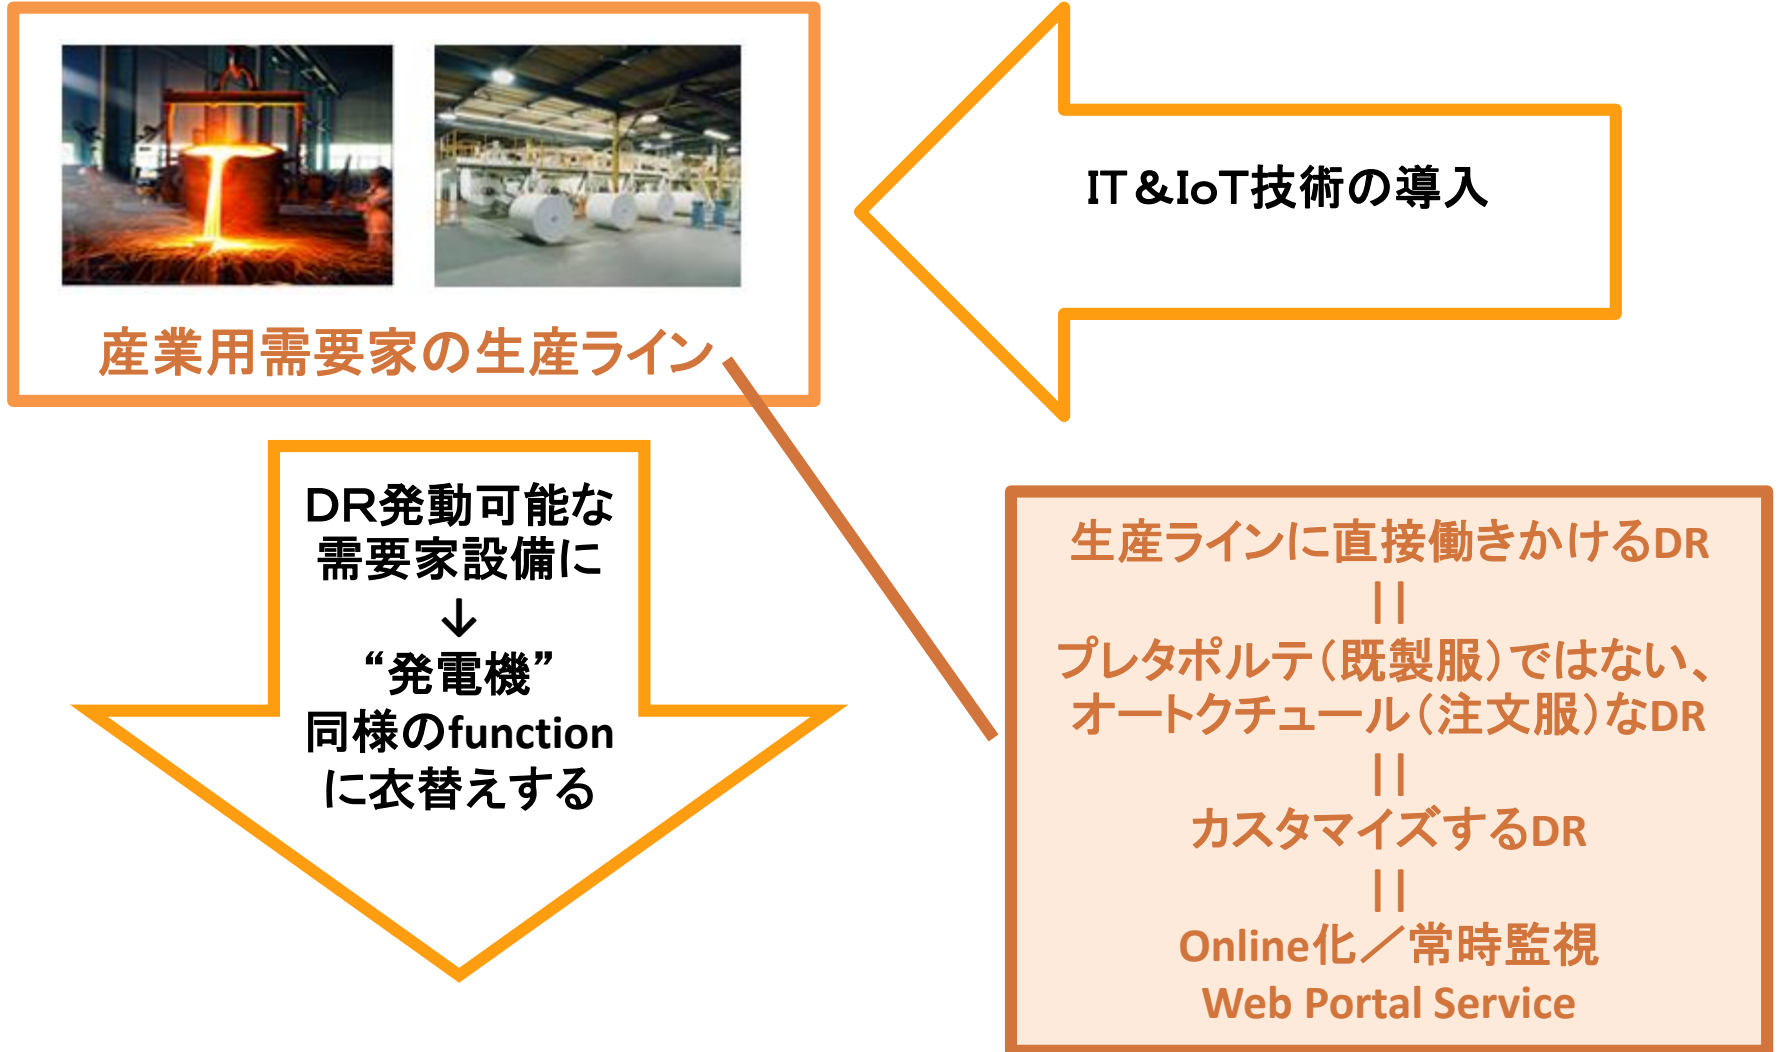 産業用需要家の生産ライン
IT&IoT技術の導入
DR発動可能な
需要家設備に
↓
“発電機”
同様のfunction
に衣替えする
生産ラインに直接働きかけるDR
||
プレタポルテ(既製服)ではない、
オートクチュール(注文服)なDR
||
カスタマイズするDR
||
Online化／常時監視
Web Portal Service